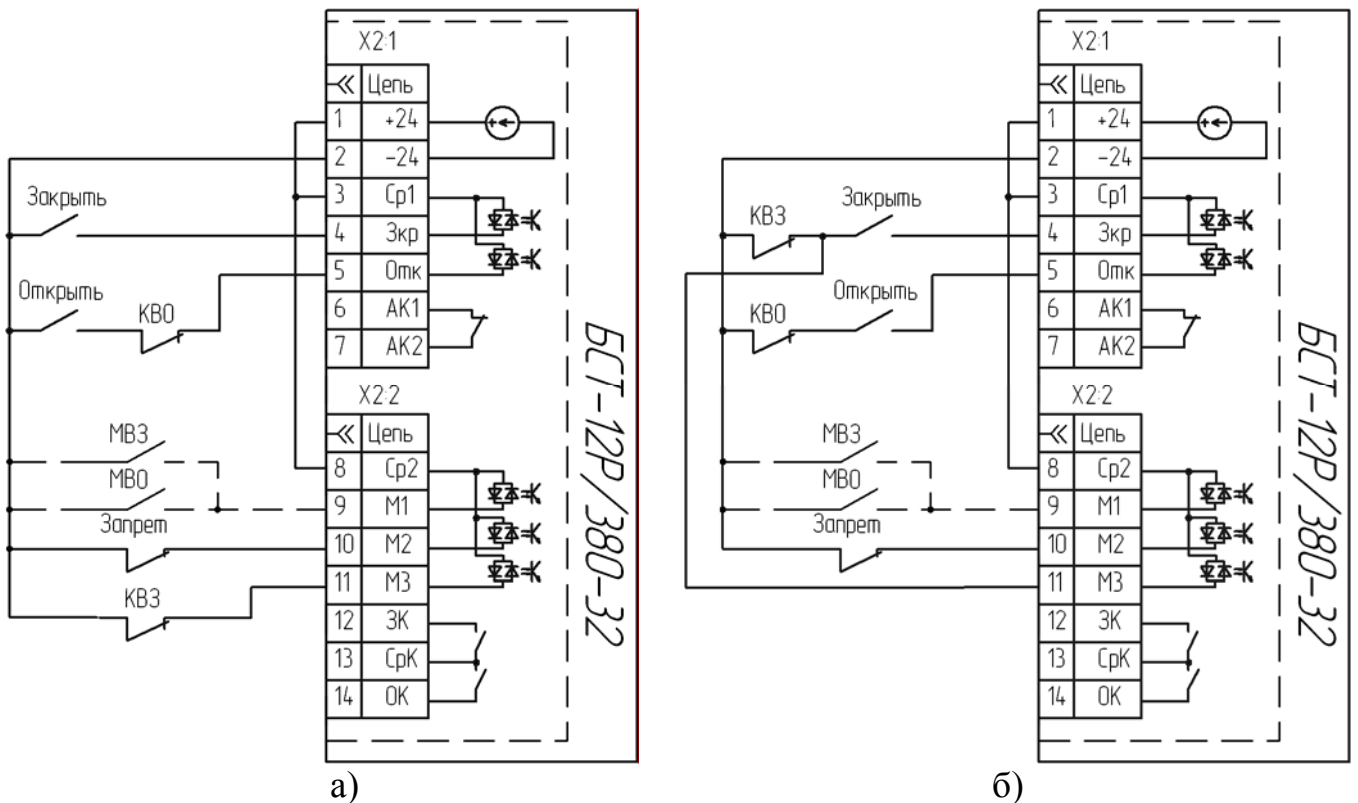 X2:1
Цепь
1 +24
2 -24
3 Ср1
Закрыть
4 Зкр
5 Отк
Открыть
КВО
6 АК1
7 АК2
X2:2
Цепь
МВЗ
8 Ср2
МВО
9 М1
Запрет
10 М2
11 М3
КВЗ
12 ЗК
13 СрК
14 ОК
БСТ-12Р/380-32
а)
X2:1
Цепь
1 +24
2 -24
3 Ср1
КВЗ
Закрыть
4 Зкр
5 Отк
КВО
Открыть
6 АК1
7 АК2
X2:2
Цепь
МВЗ
8 Ср2
МВО
9 М1
Запрет
10 М2
11 М3
12 ЗК
13 СрК
14 ОК
БСТ-12Р/380-32
б)